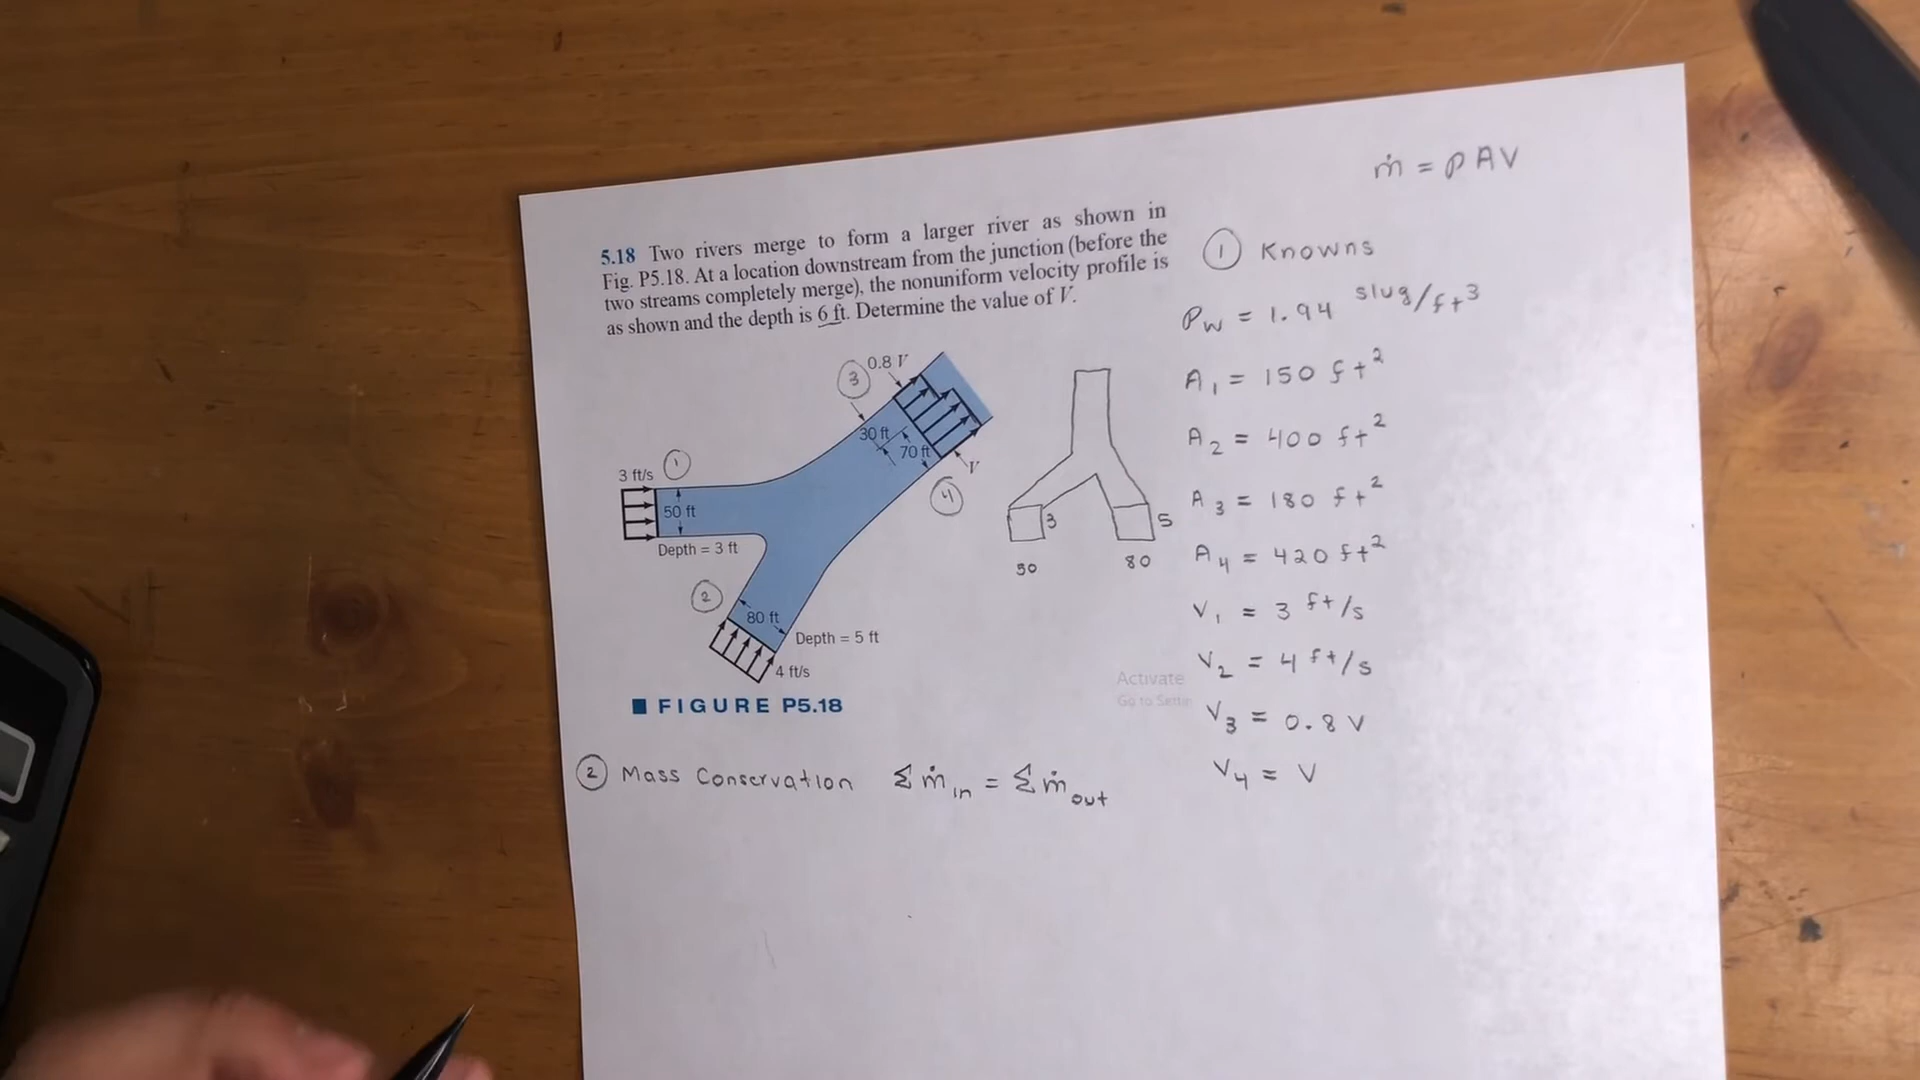 ṁ = ρAV
5.18 Two rivers merge to form a larger river as shown in
Fig. P5.18. At a location downstream from the junction (before the
two streams completely merge), the nonuniform velocity profile is
as shown and the depth is 6 ft. Determine the value of V.
① Knowns
ρw = 1.94 slug/ft³
A₁ = 150 ft²
A₂ = 400 ft²
A₃ = 180 ft²
A₄ = 420 ft²
V₁ = 3 ft/s
V₂ = 4 ft/s
V₃ = 0.8 V
V₄ = V
③ 0.8 V
30 ft
70 ft
V
④
3 ft/s ①
50 ft
Depth = 3 ft
②
80 ft
Depth = 5 ft
4 ft/s
3
5
50
80
Activate
Go to Settin
■ FIGURE P5.18
② Mass Conservation Σṁin = Σṁout